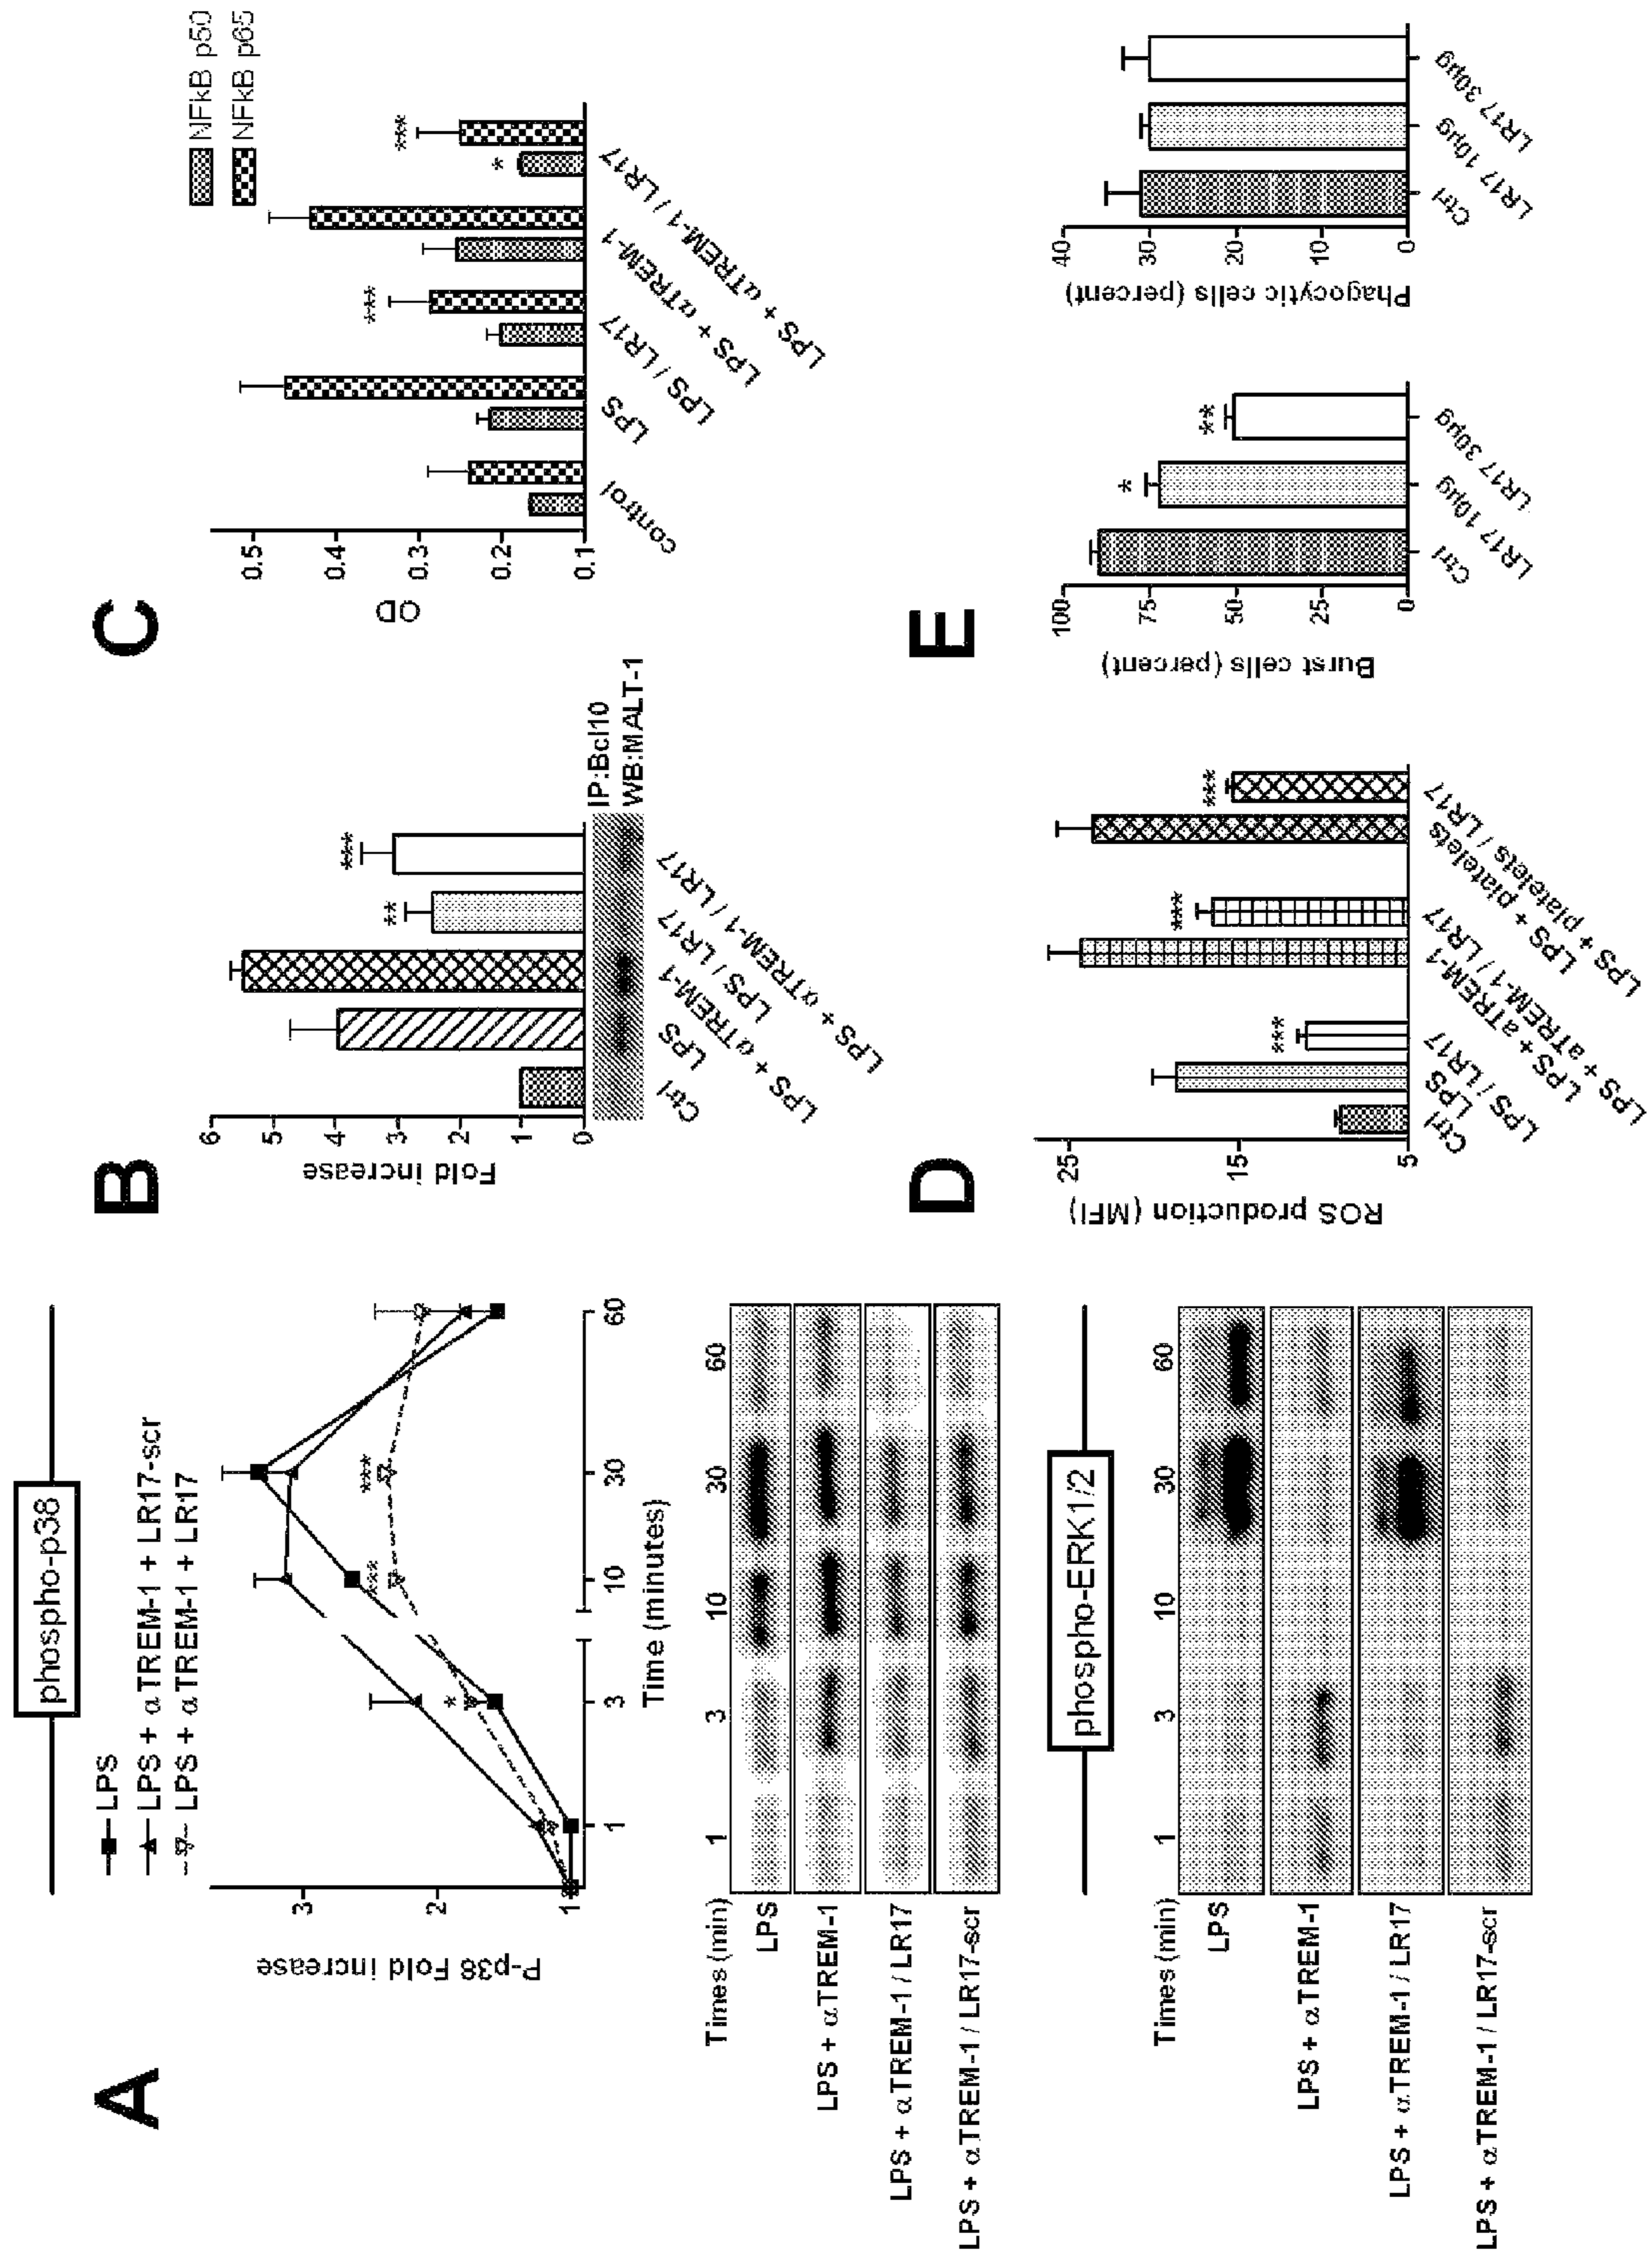 A
phospho-p38
LPS
LPS + αTREM-1 + LR17-scr
LPS + αTREM-1 + LR17
P-p38 Fold increase
3
2
1
*
***
***
1
3
10
30
60
Time (minutes)
Times (min)
1
3
10
30
60
LPS
LPS + αTREM-1
LPS + αTREM-1 / LR17
LPS + αTREM-1 / LR17-scr
phospho-ERK1/2
Times (min)
1
3
10
30
60
LPS
LPS + αTREM-1
LPS + αTREM-1 / LR17
LPS + αTREM-1 / LR17-scr
B
Fold increase
6
5
4
3
2
1
0
**
***
IP:Bcl10
WB:MALT-1
Ctrl
LPS
LPS + αTREM-1
LPS / LR17
LPS + αTREM-1 / LR17
C
NFkB p50
NFkB p65
OD
0.5
0.4
0.3
0.2
0.1
***
*
***
control
LPS
LPS / LR17
LPS + αTREM-1
LPS + αTREM-1 / LR17
D
ROS production (MFI)
25
15
5
***
***
***
Ctrl
LPS
LPS / LR17
LPS + aTREM-1
LPS + aTREM-1 / LR17
LPS + platelets
LPS + platelets / LR17
E
Burst cells (percent)
100
75
50
25
0
*
**
Ctrl
LR17 10µg
LR17 30µg
Phagocytic cells (percent)
40
30
20
10
0
Ctrl
LR17 10µg
LR17 30µg